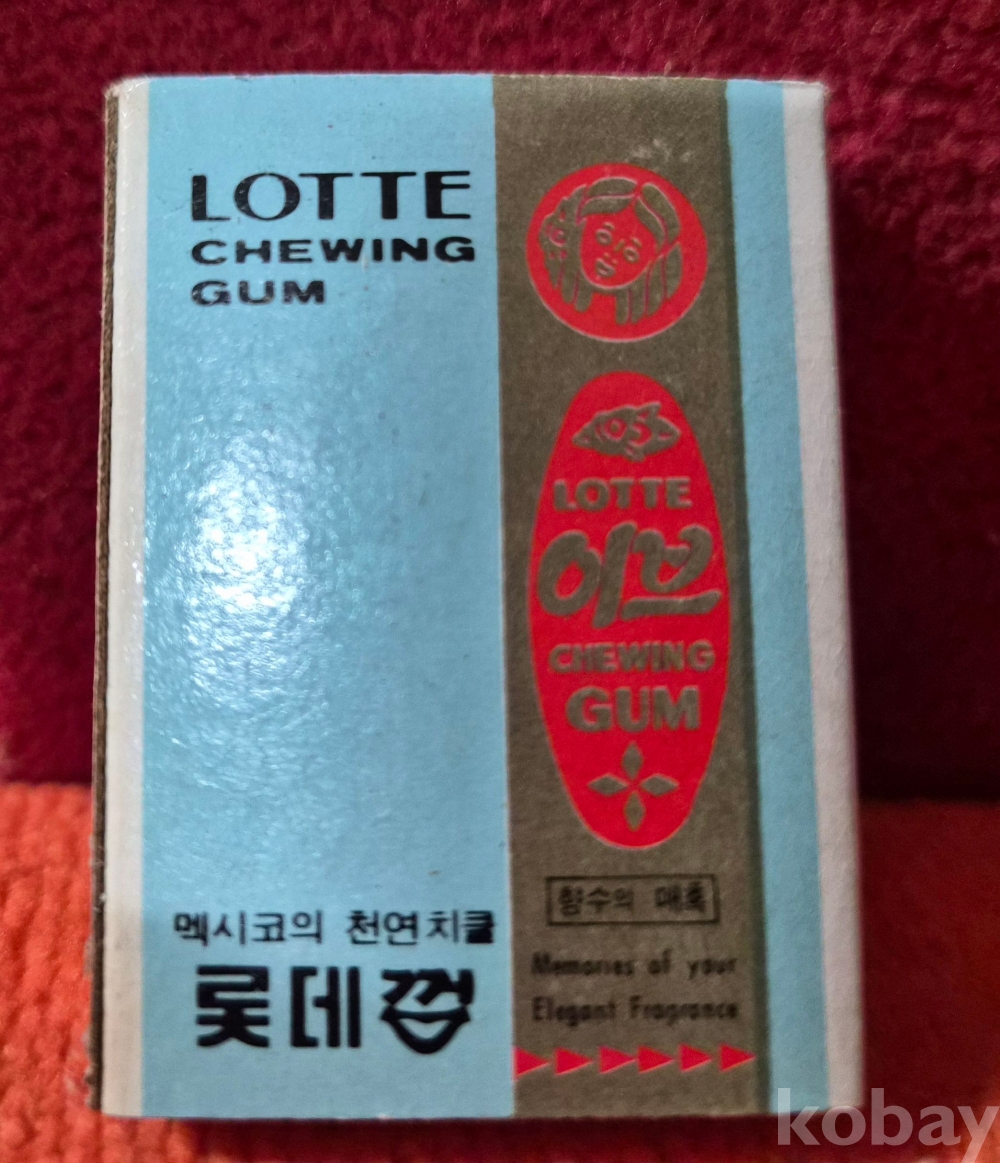 LOTTE
CHEWING
GUM
멕시코의 천연치클
롯데껌
LOTTE
이브
CHEWING
GUM
향수의 매혹
Memories of your
Elegant Fragrance
kobay